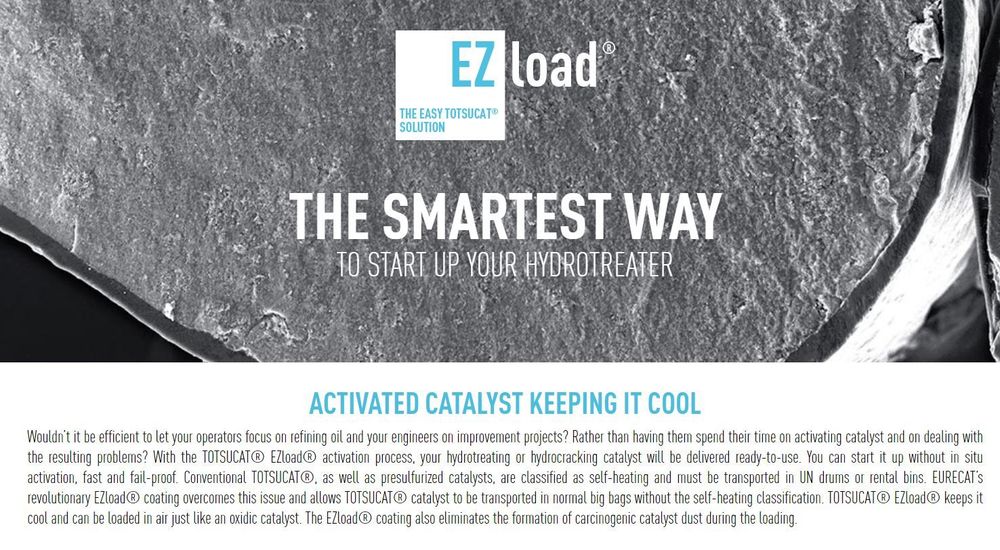 EZload®
THE EASY TOTSUCAT®
SOLUTION
THE SMARTEST WAY
TO START UP YOUR HYDROTREATER
ACTIVATED CATALYST KEEPING IT COOL
Wouldn't it be efficient to let your operators focus on refining oil and your engineers on improvement projects? Rather than having them spend their time on activating catalyst and on dealing with
the resulting problems? With the TOTSUCAT® EZload® activation process, your hydrotreating or hydrocracking catalyst will be delivered ready-to-use. You can start it up without in situ
activation, fast and fail-proof. Conventional TOTSUCAT®, as well as presulfurized catalysts, are classified as self-heating and must be transported in UN drums or rental bins. EURECAT's
revolutionary EZload® coating overcomes this issue and allows TOTSUCAT® catalyst to be transported in normal big bags without the self-heating classification. TOTSUCAT® EZload® keeps it
cool and can be loaded in air just like an oxidic catalyst. The EZload® coating also eliminates the formation of carcinogenic catalyst dust during the loading.